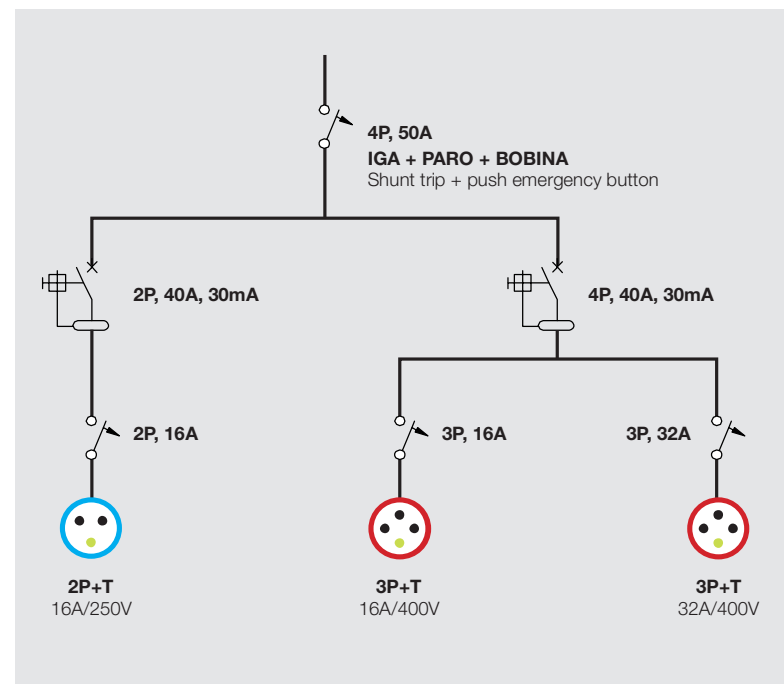 4P, 50A
IGA + PARO + BOBINA
Shunt trip + push emergency button
2P, 40A, 30mA
4P, 40A, 30mA
2P, 16A
3P, 16A
3P, 32A
2P+T
16A/250V
3P+T
16A/400V
3P+T
32A/400V